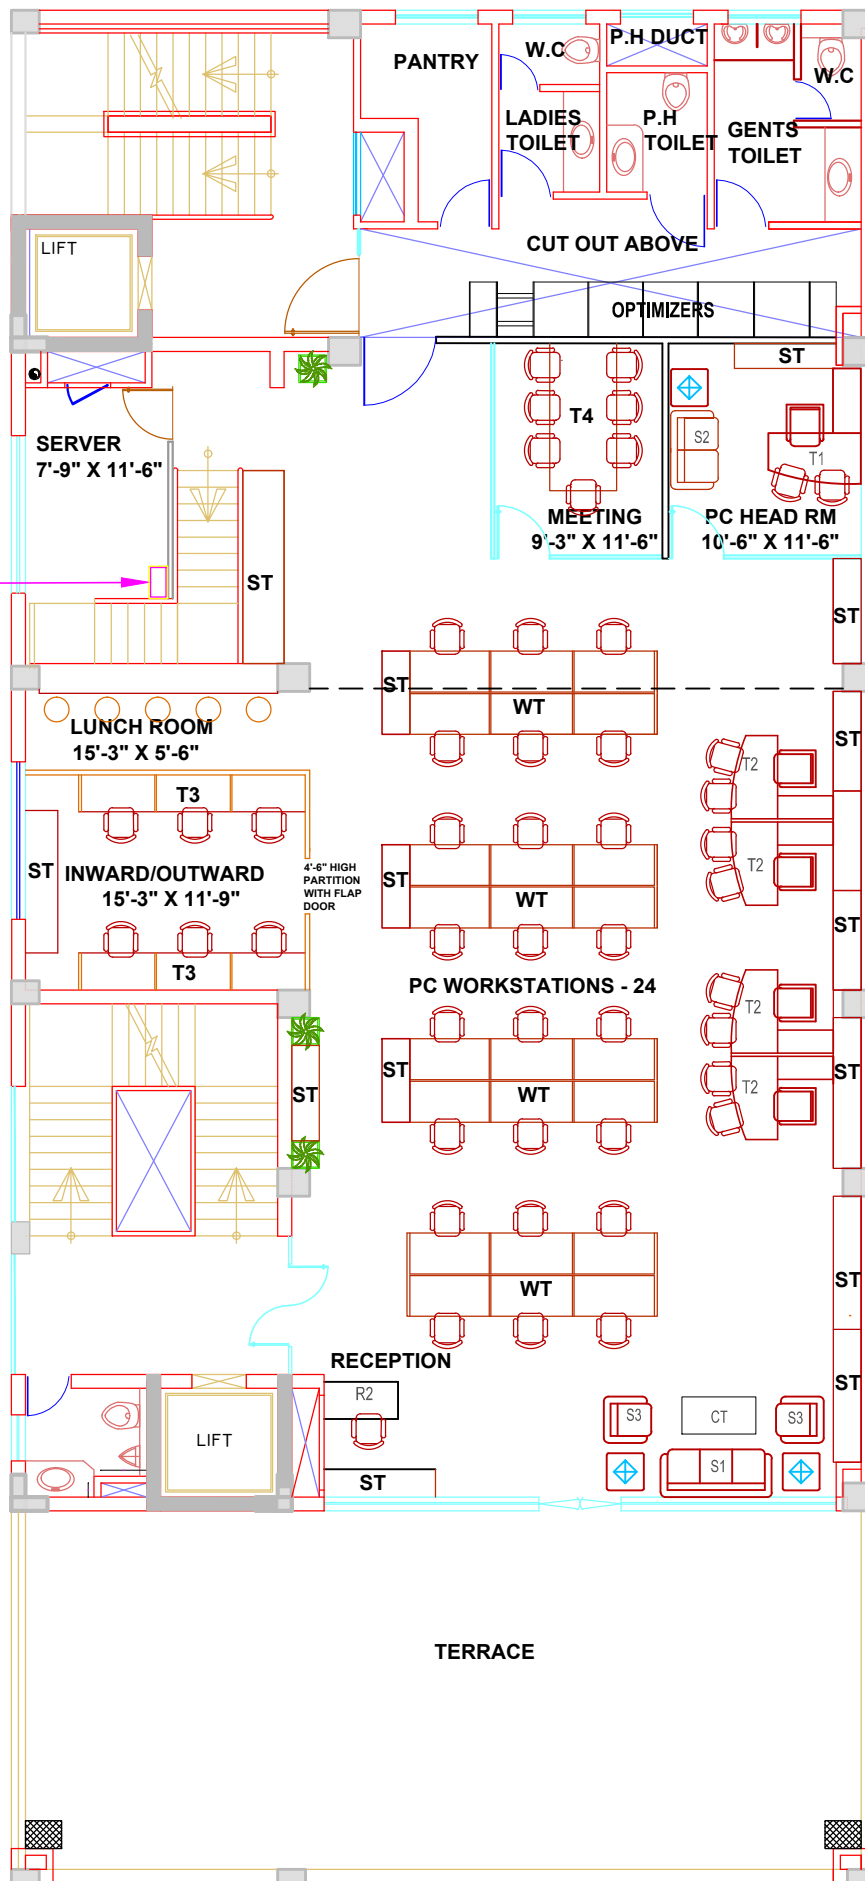 PANTRY
W.C
P.H DUCT
W.C
LADIES
TOILET
P.H
TOILET
GENTS
TOILET
LIFT
CUT OUT ABOVE
OPTIMIZERS
ST
T4
S2
T1
SERVER
7'-9" X 11'-6"
MEETING
9'-3" X 11'-6"
PC HEAD RM
10'-6" X 11'-6"
ST
ST
ST
WT
LUNCH ROOM
15'-3" X 5'-6"
ST
T2
T3
ST
INWARD/OUTWARD
15'-3" X 11'-9"
4'-6" HIGH
PARTITION
WITH FLAP
DOOR
ST
WT
T2
ST
T3
PC WORKSTATIONS - 24
T2
ST
ST
WT
T2
ST
ST
WT
RECEPTION
R2
ST
S3
CT
S3
LIFT
S1
ST
TERRACE